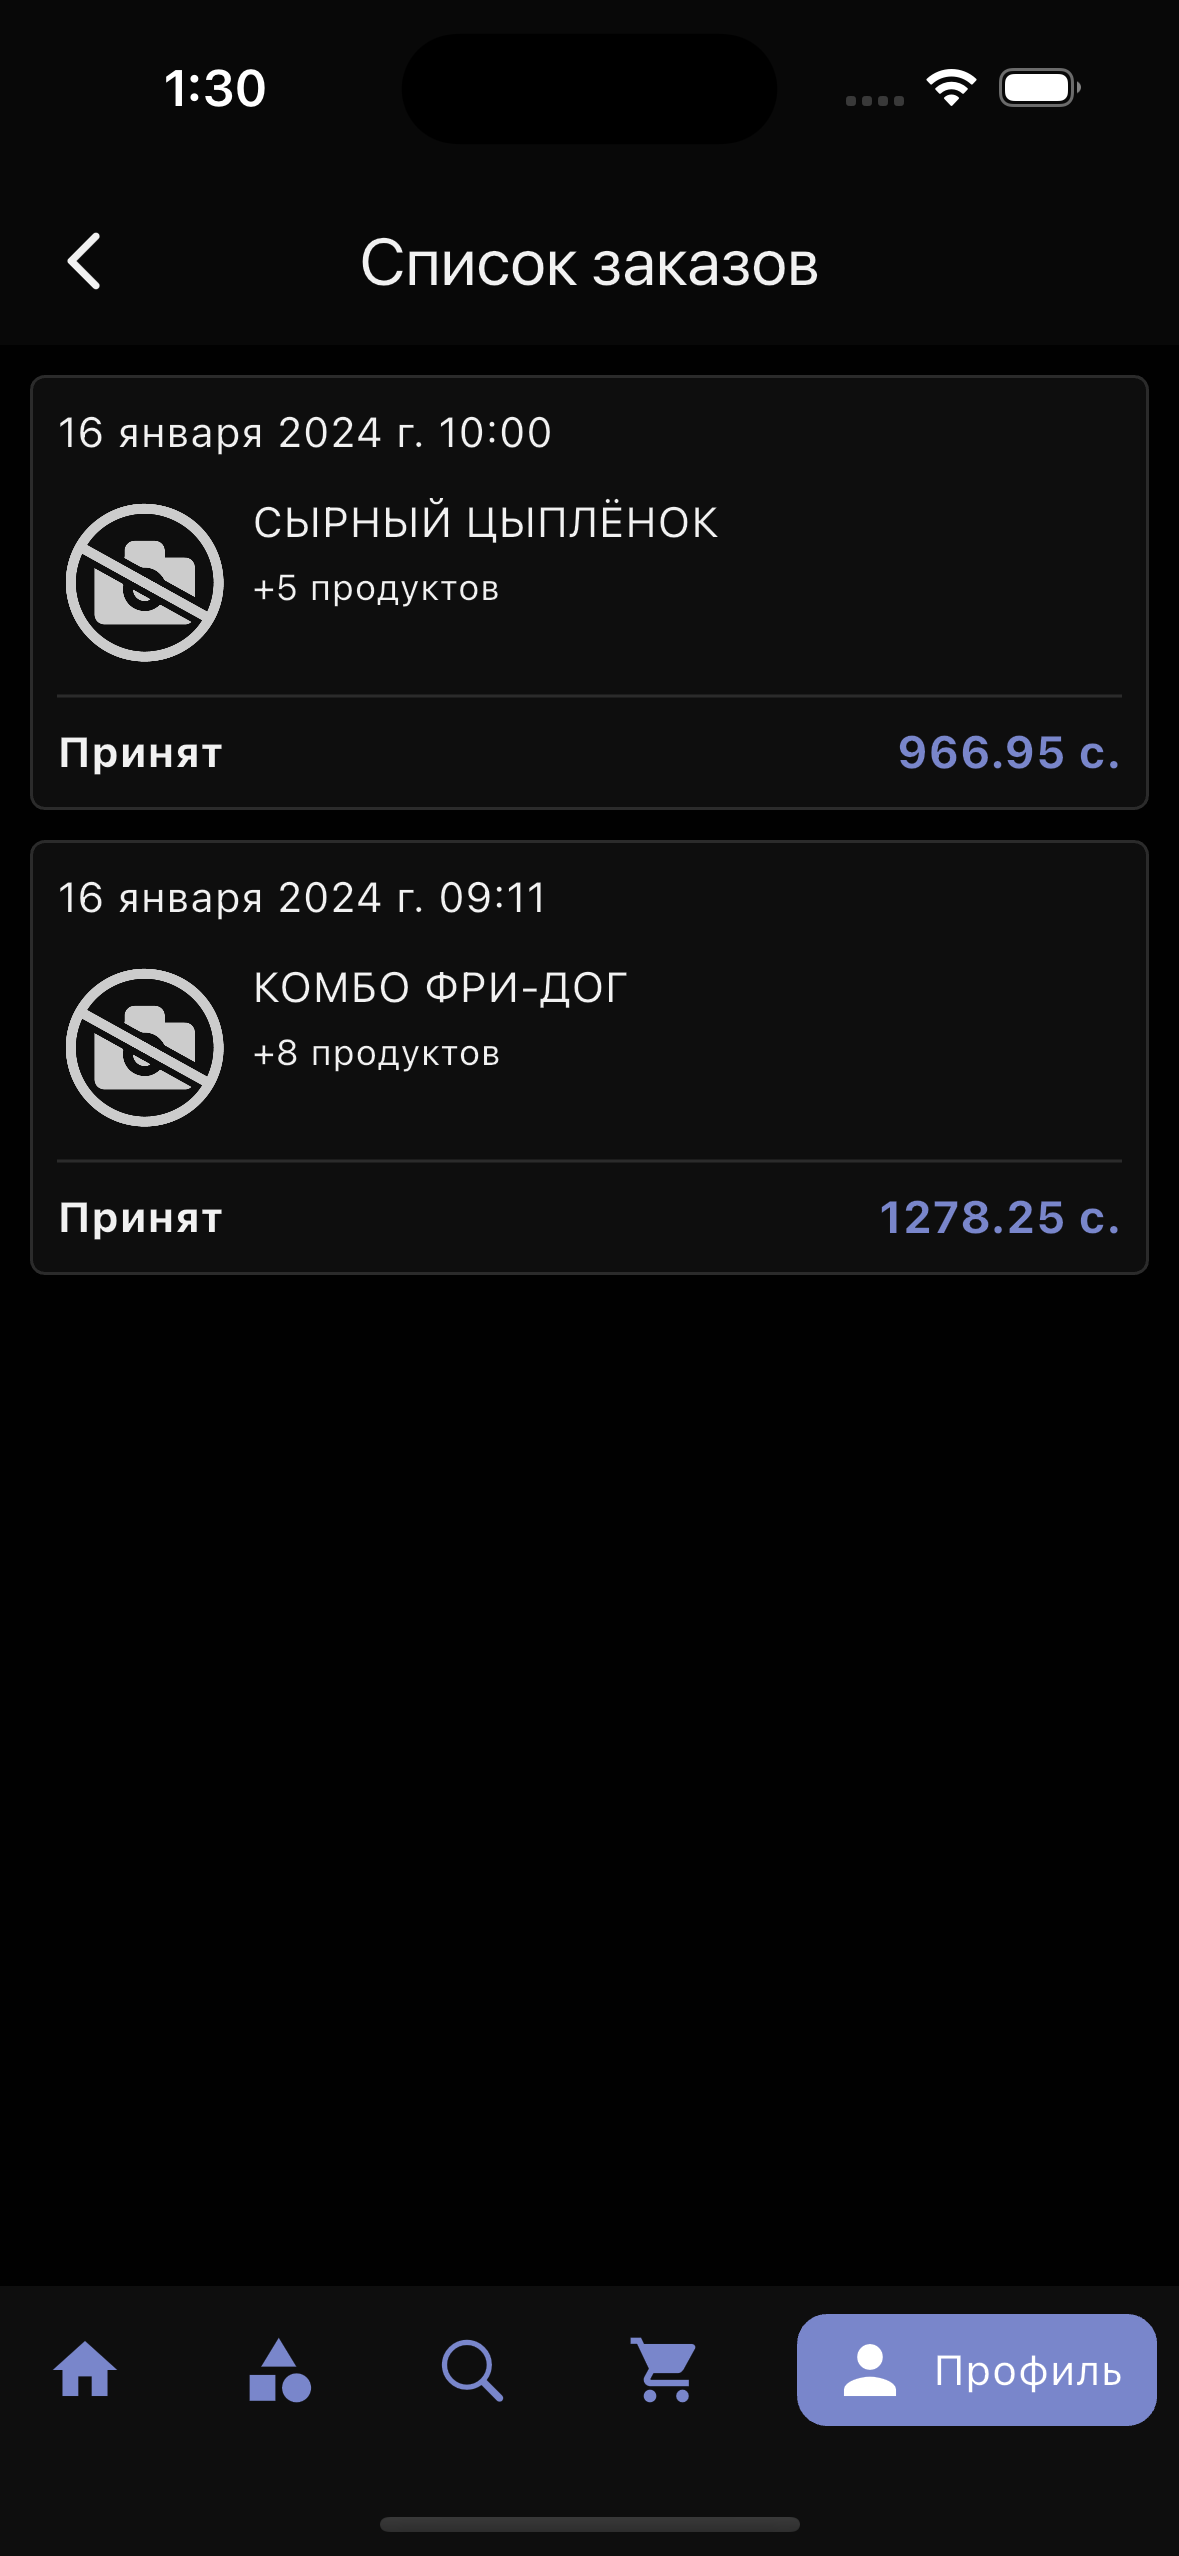 1:30
Список заказов
16 января 2024 г. 10:00
СЫРНЫЙ ЦЫПЛЁНОК
+5 продуктов
Принят 966.95 с.
16 января 2024 г. 09:11
КОМБО ФРИ-ДОГ
+8 продуктов
Принят 1278.25 с.
Профиль